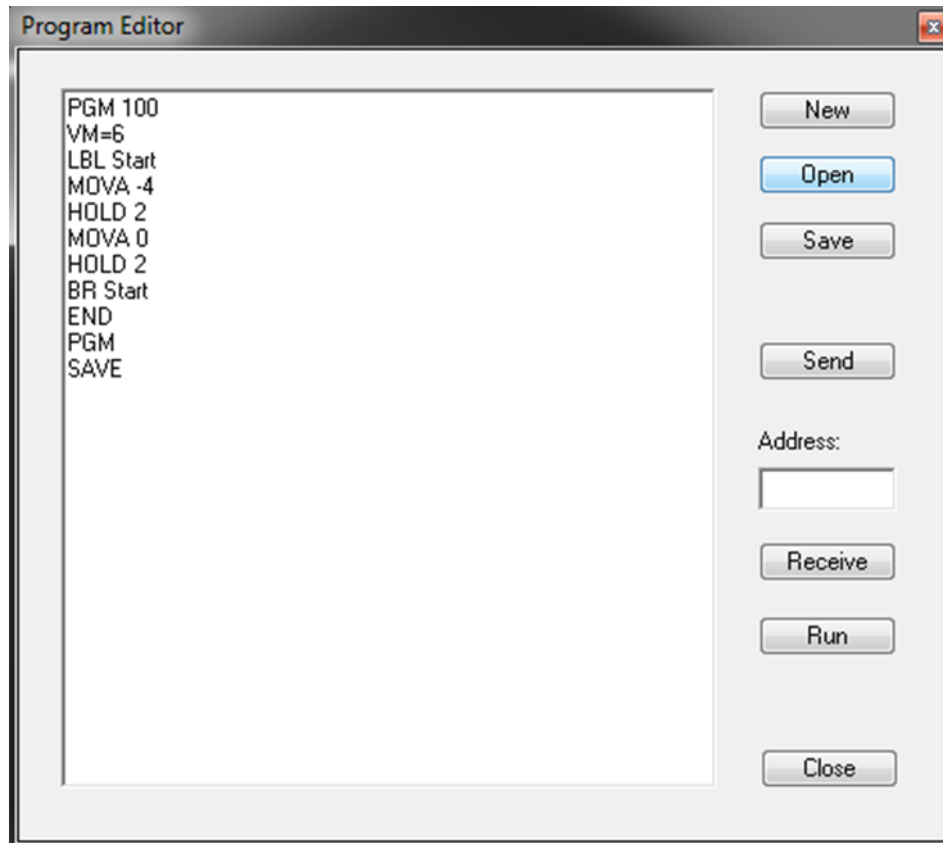 Program Editor
PGM 100
VM=6
LBL Start
MOVA -4
HOLD 2
MOVA 0
HOLD 2
BR Start
END
PGM
SAVE
New
Open
Save
Send
Address:
Receive
Run
Close